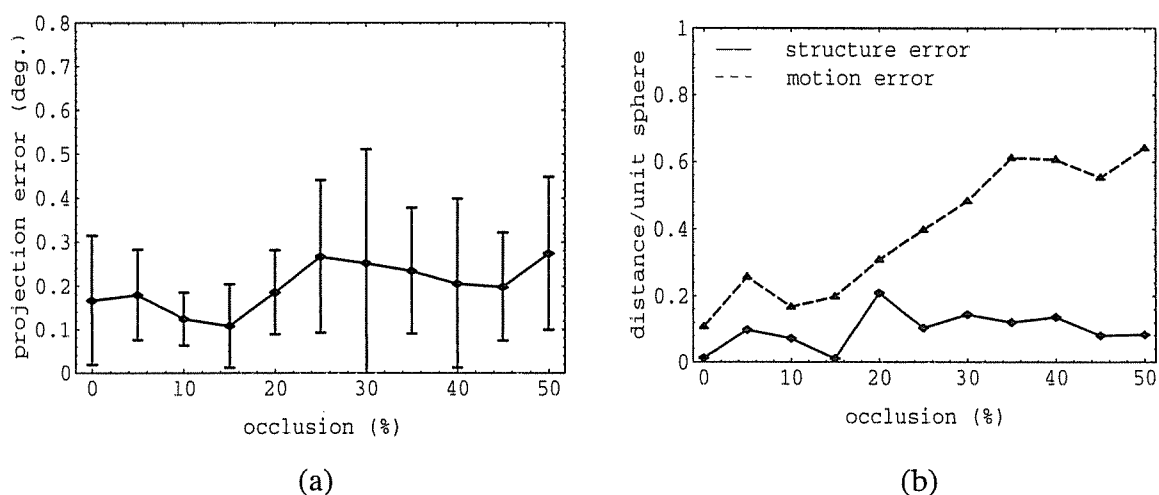 projection error (deg.)
0.8
0.7
0.6
0.5
0.4
0.3
0.2
0.1
0
0 10 20 30 40 50
occlusion (%)
(a)
distance/unit sphere
1
0.8
0.6
0.4
0.2
0
structure error
motion error
0 10 20 30 40 50
occlusion (%)
(b)